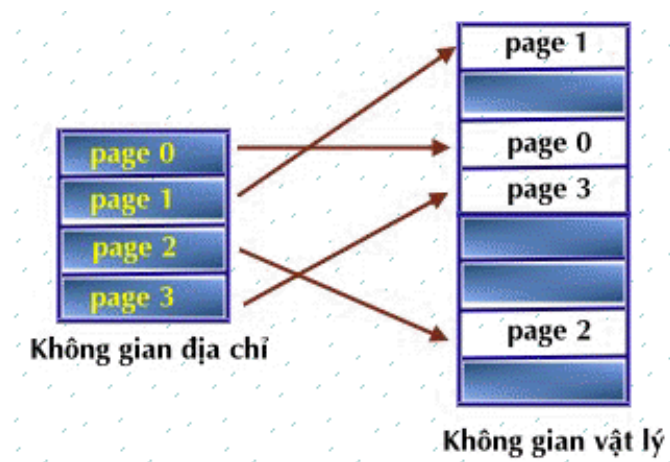 page 0
page 1
page 2
page 3
Không gian địa chỉ
page 1
page 0
page 3
page 2
Không gian vật lý